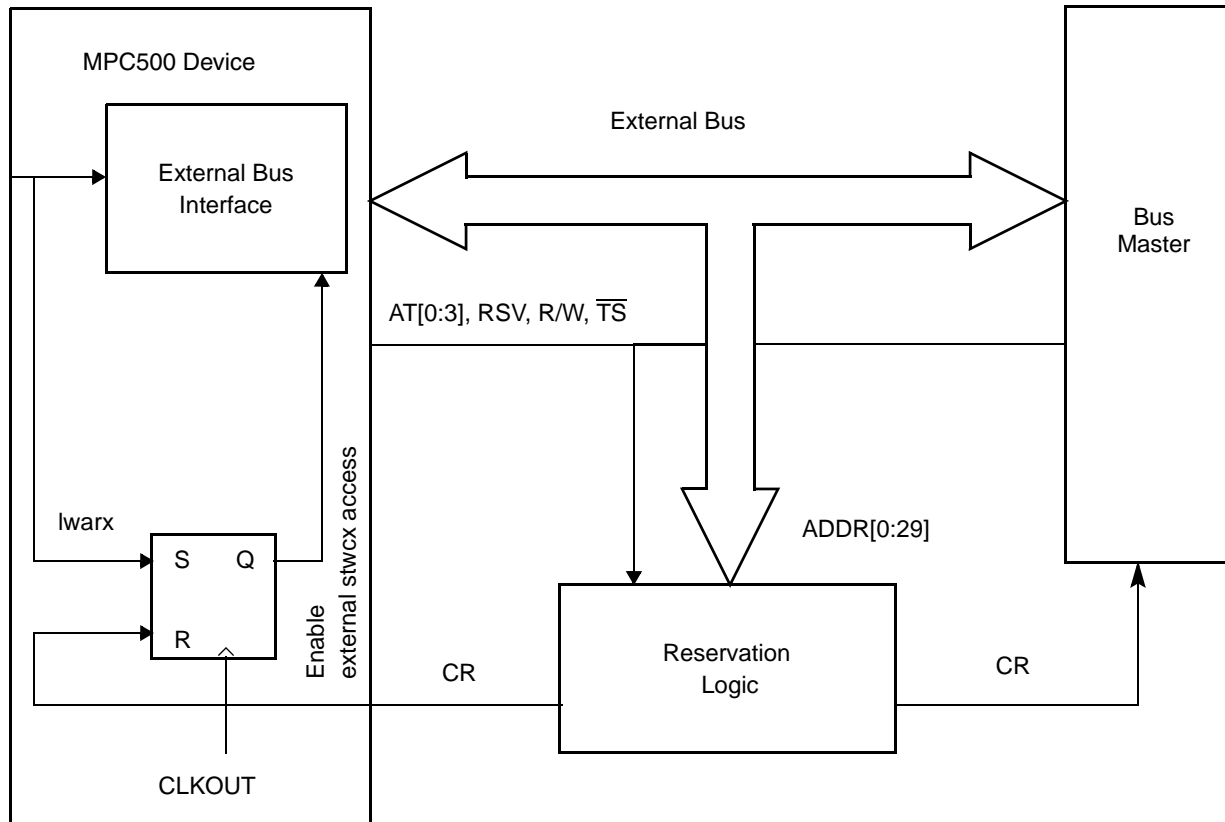 MPC500 Device
External Bus
Interface
External Bus
Bus
Master
AT[0:3], RSV, R/W, T̅S̅
lwarx
S
Q
R
Enable
external stwcx access
ADDR[0:29]
Reservation
Logic
CR
CR
CLKOUT